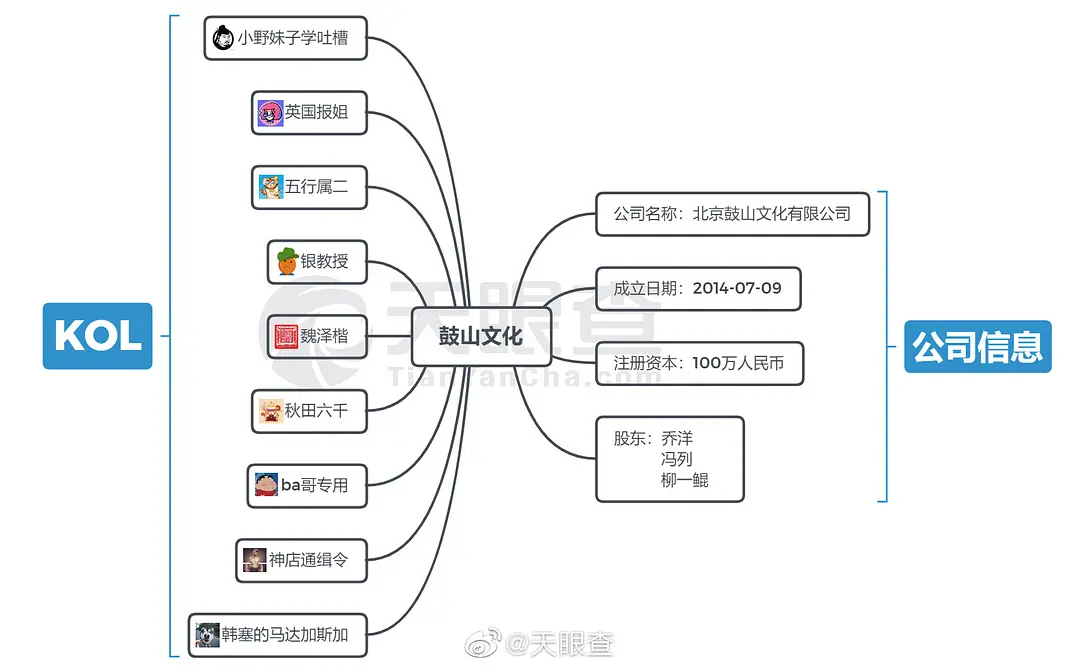 KOL
小野妹子学吐槽
英国报姐
五行属二
银教授
魏泽楷
秋田六千
ba哥专用
神店通缉令
韩塞的马达加斯加
鼓山文化
公司名称：北京鼓山文化有限公司
成立日期：2014-07-09
注册资本：100万人民币
股东：乔洋
冯列
柳一鲲
公司信息
天眼查
TianYanCha.com
@天眼查